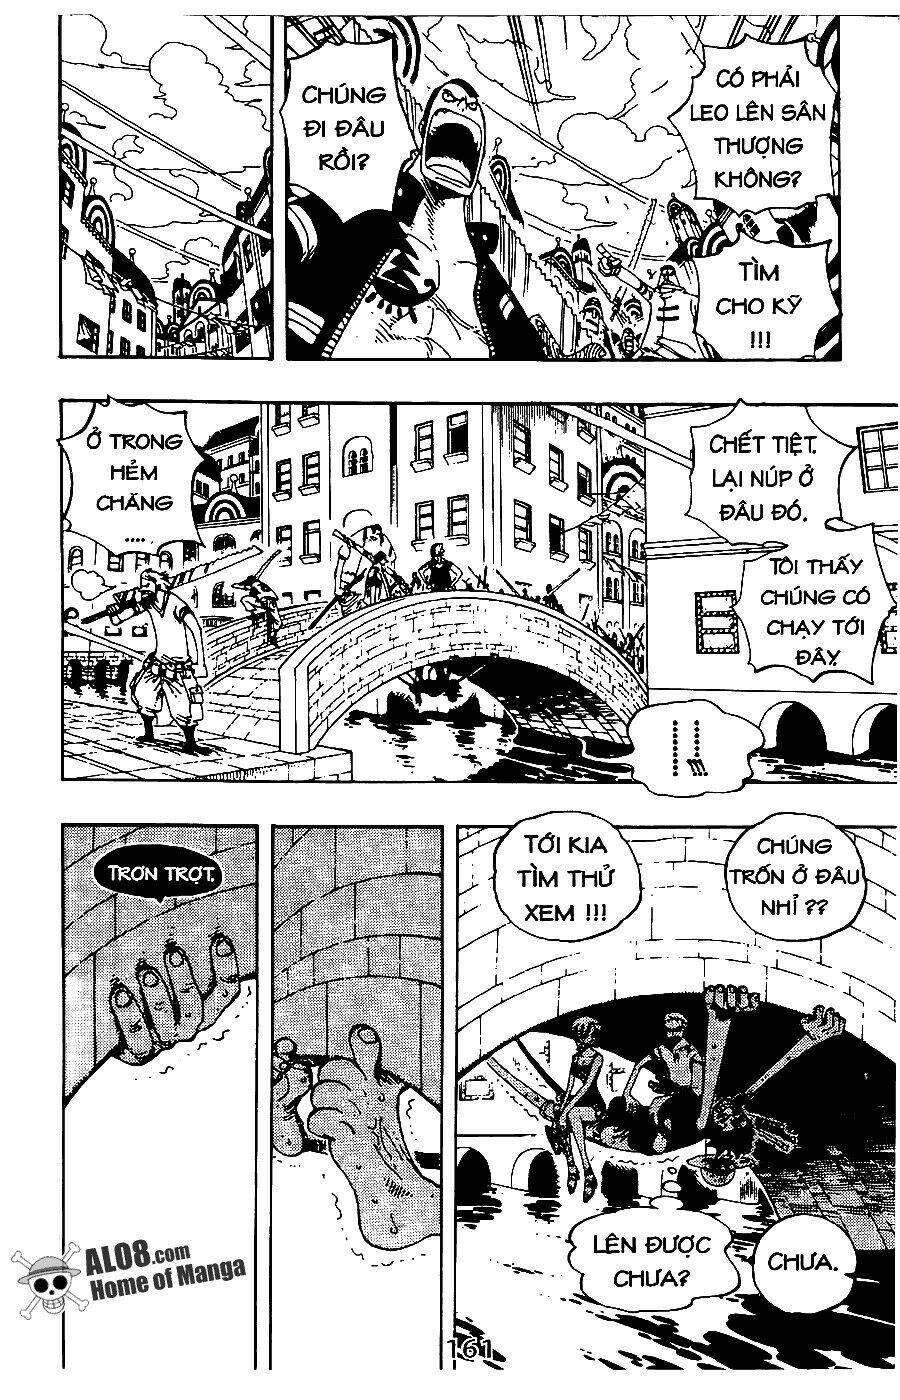 CHÚNG
ĐI ĐÂU
RỒI?
CÓ PHẢI
LEO LÊN SÂN
THƯỢNG
KHÔNG?
TÌM
CHO KỸ
!!!
Ở TRONG
HẺM
CHĂNG
....
CHẾT TIỆT.
LẠI NÚP Ở
ĐÂU ĐÓ.
TÔI THẤY
CHÚNG CÓ
CHẠY TỚI
ĐÂY.
TRƠN TRỢT.
TỚI KIA
TÌM THỬ
XEM !!!
CHÚNG
TRỐN Ở ĐÂU
NHỈ ??
LÊN ĐƯỢC
CHƯA?
CHƯA.
ALO8.com
Home of Manga
161